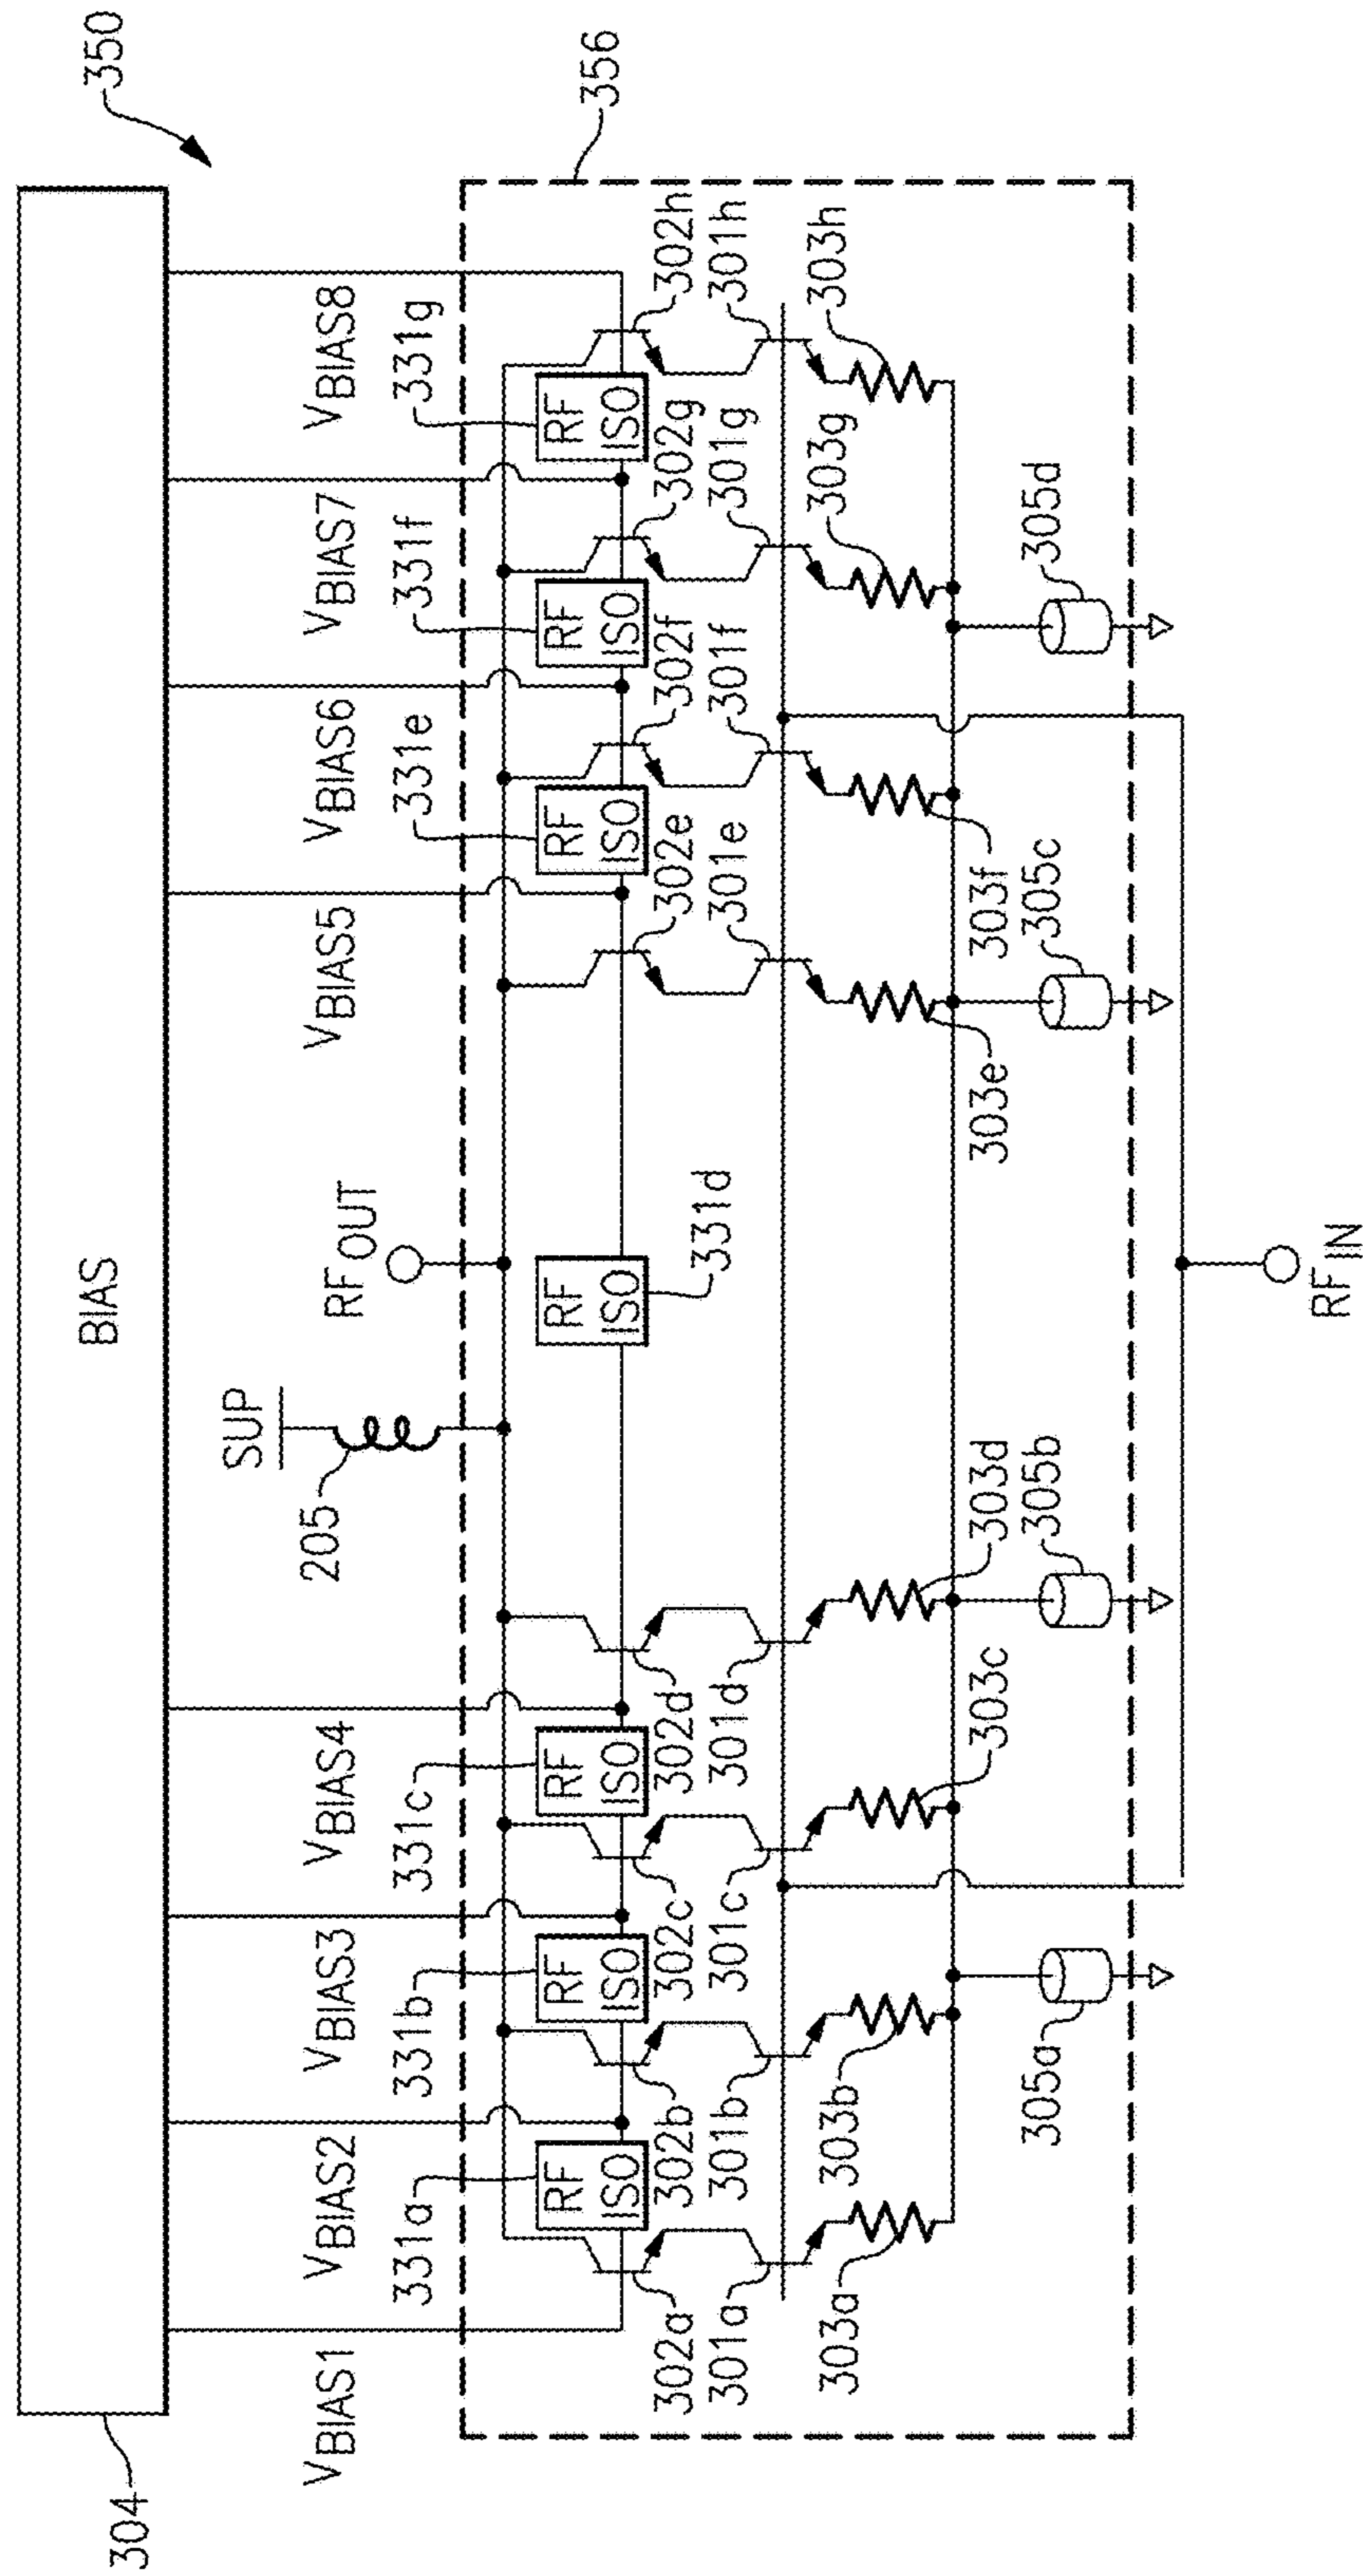 350
304
BIAS
VBIAS1
VBIAS2
VBIAS3
VBIAS4
SUP
205
RFOUT
VBIAS5
VBIAS6
VBIAS7
VBIAS8
331a
331b
331c
331e
331f
331g
356
RF ISO
RF ISO
RF ISO
RF ISO
RF ISO
RF ISO
RF ISO
331d
302a
302b
302c
302d
302e
302f
302g
302h
301a
301b
301c
301d
301e
301f
301g
301h
303a
303b
303c
303d
303e
303f
303g
303h
305a
305b
305c
305d
RFIN